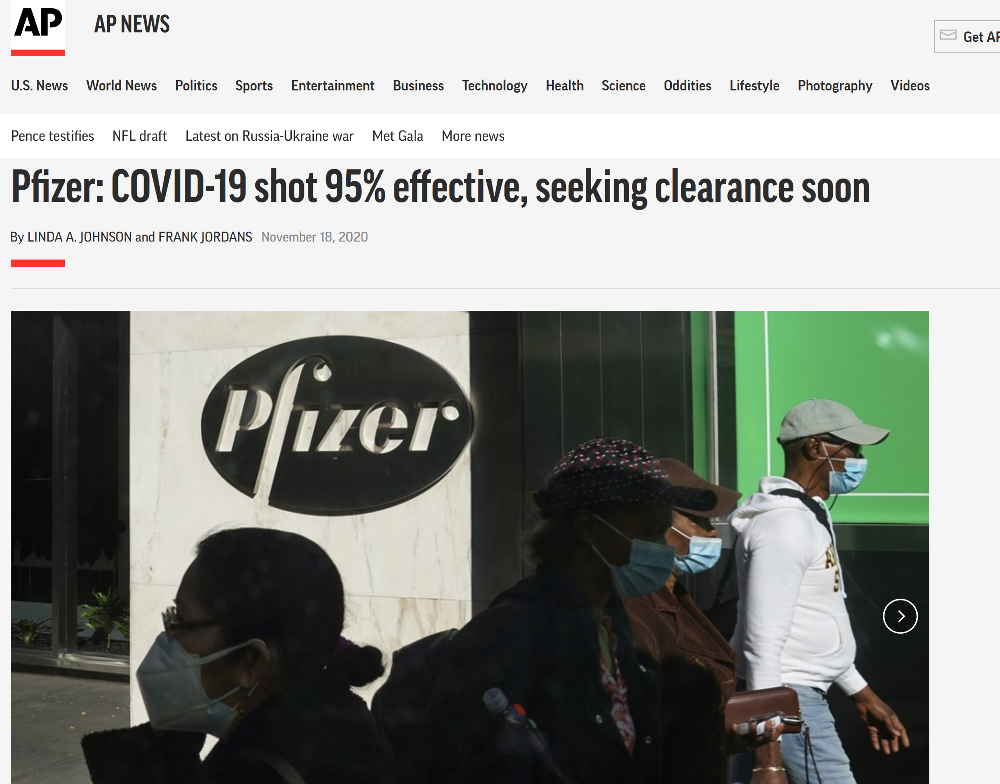 AP
AP NEWS
Get AP
U.S. News World News Politics Sports Entertainment Business Technology Health Science Oddities Lifestyle Photography Videos
Pence testifies NFL draft Latest on Russia-Ukraine war Met Gala More news
Pfizer: COVID-19 shot 95% effective, seeking clearance soon
By LINDA A. JOHNSON and FRANK JORDANS November 18, 2020
Pfizer